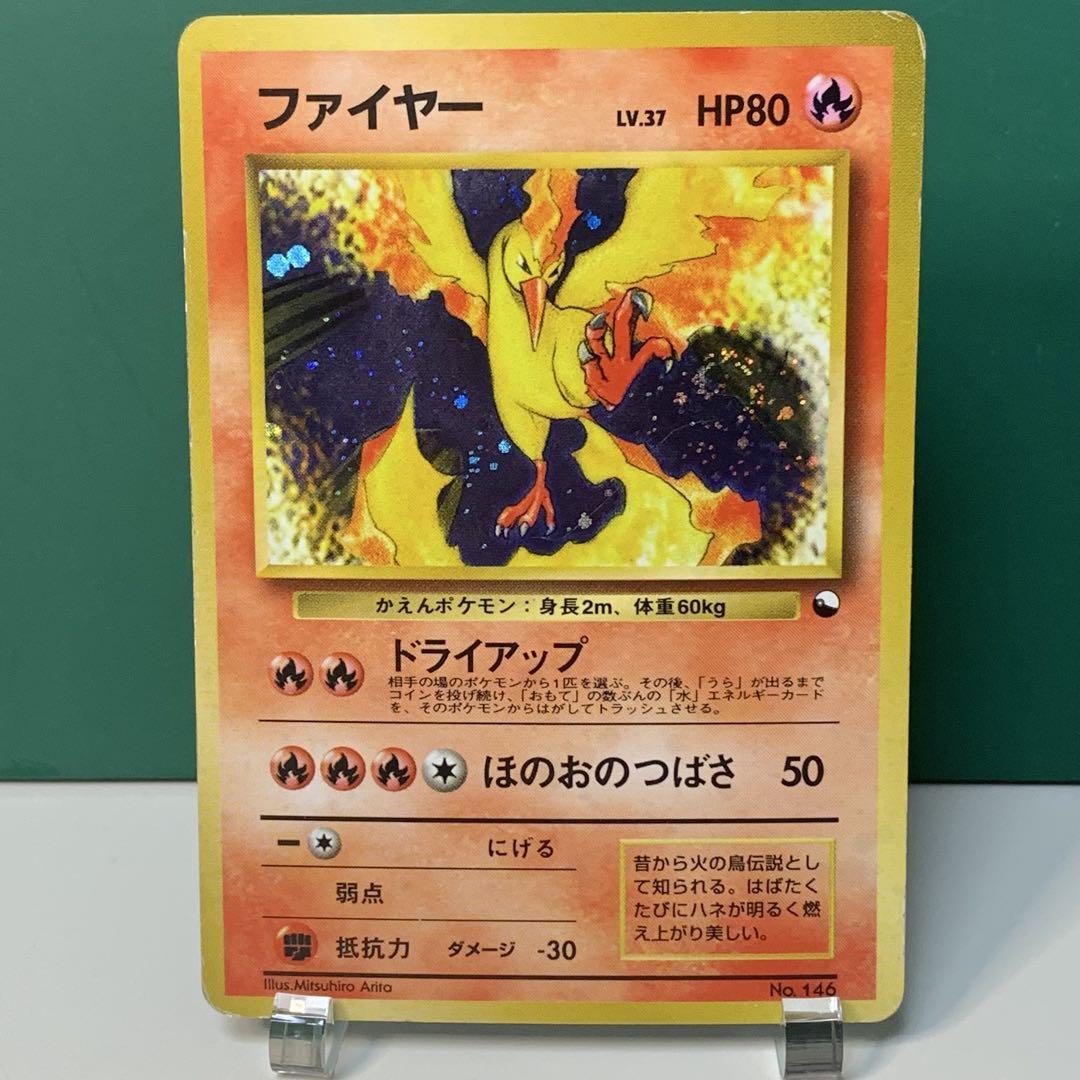 ファイヤー LV.37 HP80
かえんポケモン：身長2m、体重60kg
ドライアップ
相手の場のポケモンから1匹を選ぶ。その後、「うら」が出るまで
コインを投げ続け、「おもて」の数ぶんの「水」エネルギーカード
を、そのポケモンからはがしてトラッシュさせる。
ほのおのつばさ 50
にげる
弱点
抵抗力 ダメージ -30
昔から火の鳥伝説とし
て知られる。はばたく
たびにハネが明るく燃
え上がり美しい。
Illus.Mitsuhiro Arita No. 146